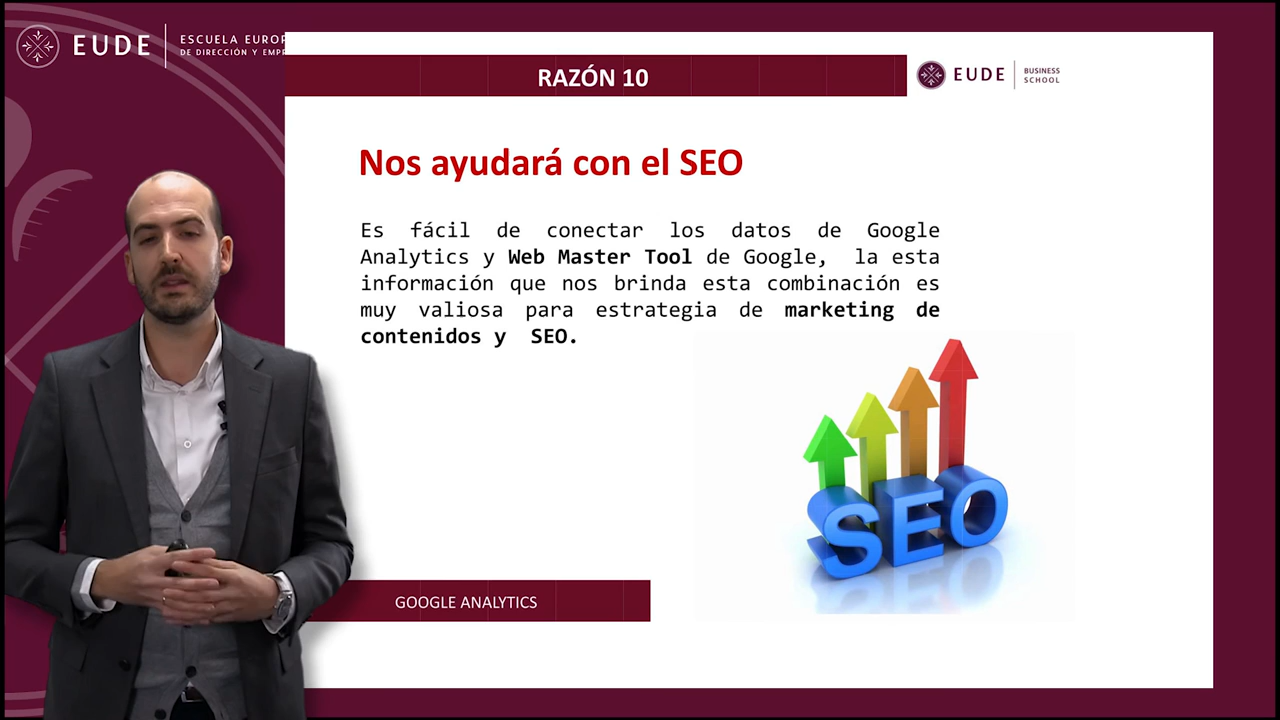 EUDE
ESCUELA EUROP
DE DIRECCIÓN Y EMPR
RAZÓN 10
EUDE
BUSINESS
SCHOOL
Nos ayudará con el SEO
Es fácil de conectar los datos de Google
Analytics y Web Master Tool de Google, la esta
información que nos brinda esta combinación es
muy valiosa para estrategia de marketing de
contenidos y SEO.
SEO
GOOGLE ANALYTICS